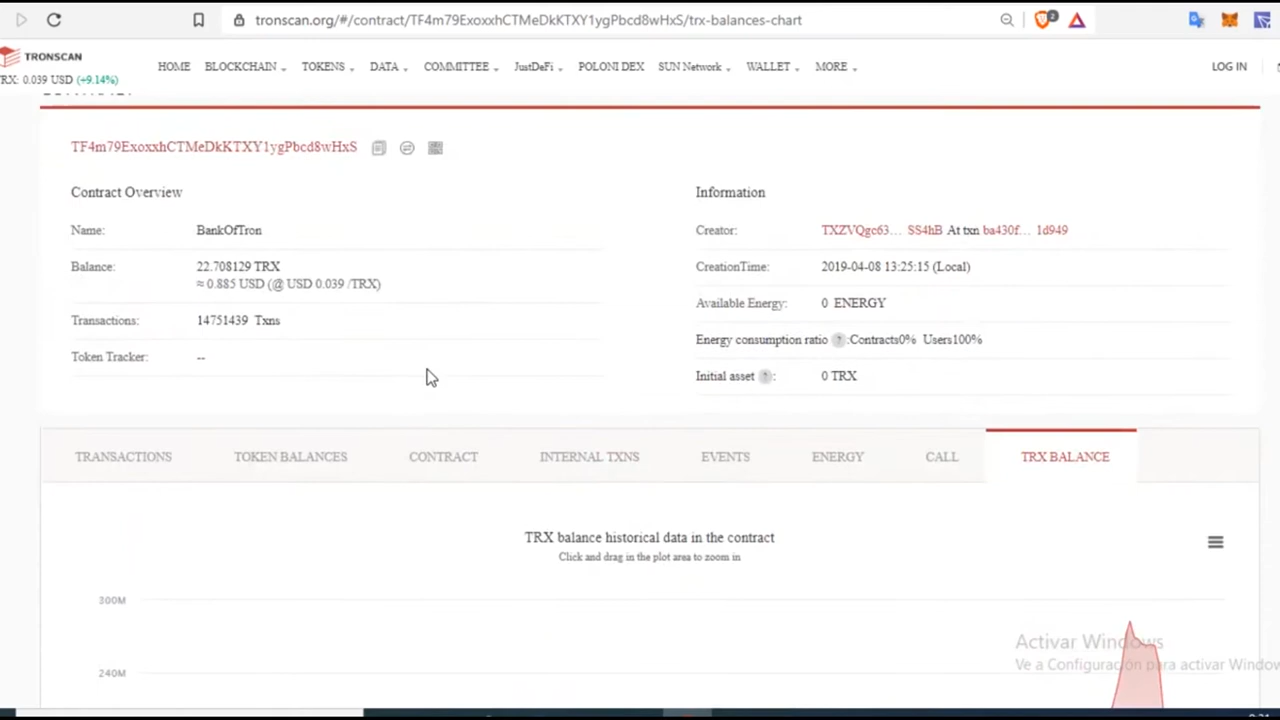 tronscan.org/#/contract/TF4m79ExoxxhCTMeDkKTXY1ygPbcd8wHxS/trx-balances-chart
2
TRONSCAN
RX: 0.039 USD (+9.14%)
HOME BLOCKCHAIN TOKENS DATA COMMITTEE JustDeFi POLONI DEX SUN Network WALLET MORE LOG IN
TF4m79ExoxxhCTMeDkKTXY1ygPbcd8wHxS
Contract Overview
Name: BankOfTron
Balance: 22.708129 TRX
≈ 0.885 USD (@ USD 0.039 /TRX)
Transactions: 14751439 Txns
Token Tracker: --
Information
Creator: TXZVQgc63... SS4hB At txn ba430f... 1d949
CreationTime: 2019-04-08 13:25:15 (Local)
Available Energy: 0 ENERGY
Energy consumption ratio ? :Contracts0% Users100%
Initial asset ? : 0 TRX
TRANSACTIONS TOKEN BALANCES CONTRACT INTERNAL TXNS EVENTS ENERGY CALL TRX BALANCE
TRX balance historical data in the contract
Click and drag in the plot area to zoom in
300M
240M
Activar Windows
Ve a Configuración para activar Window